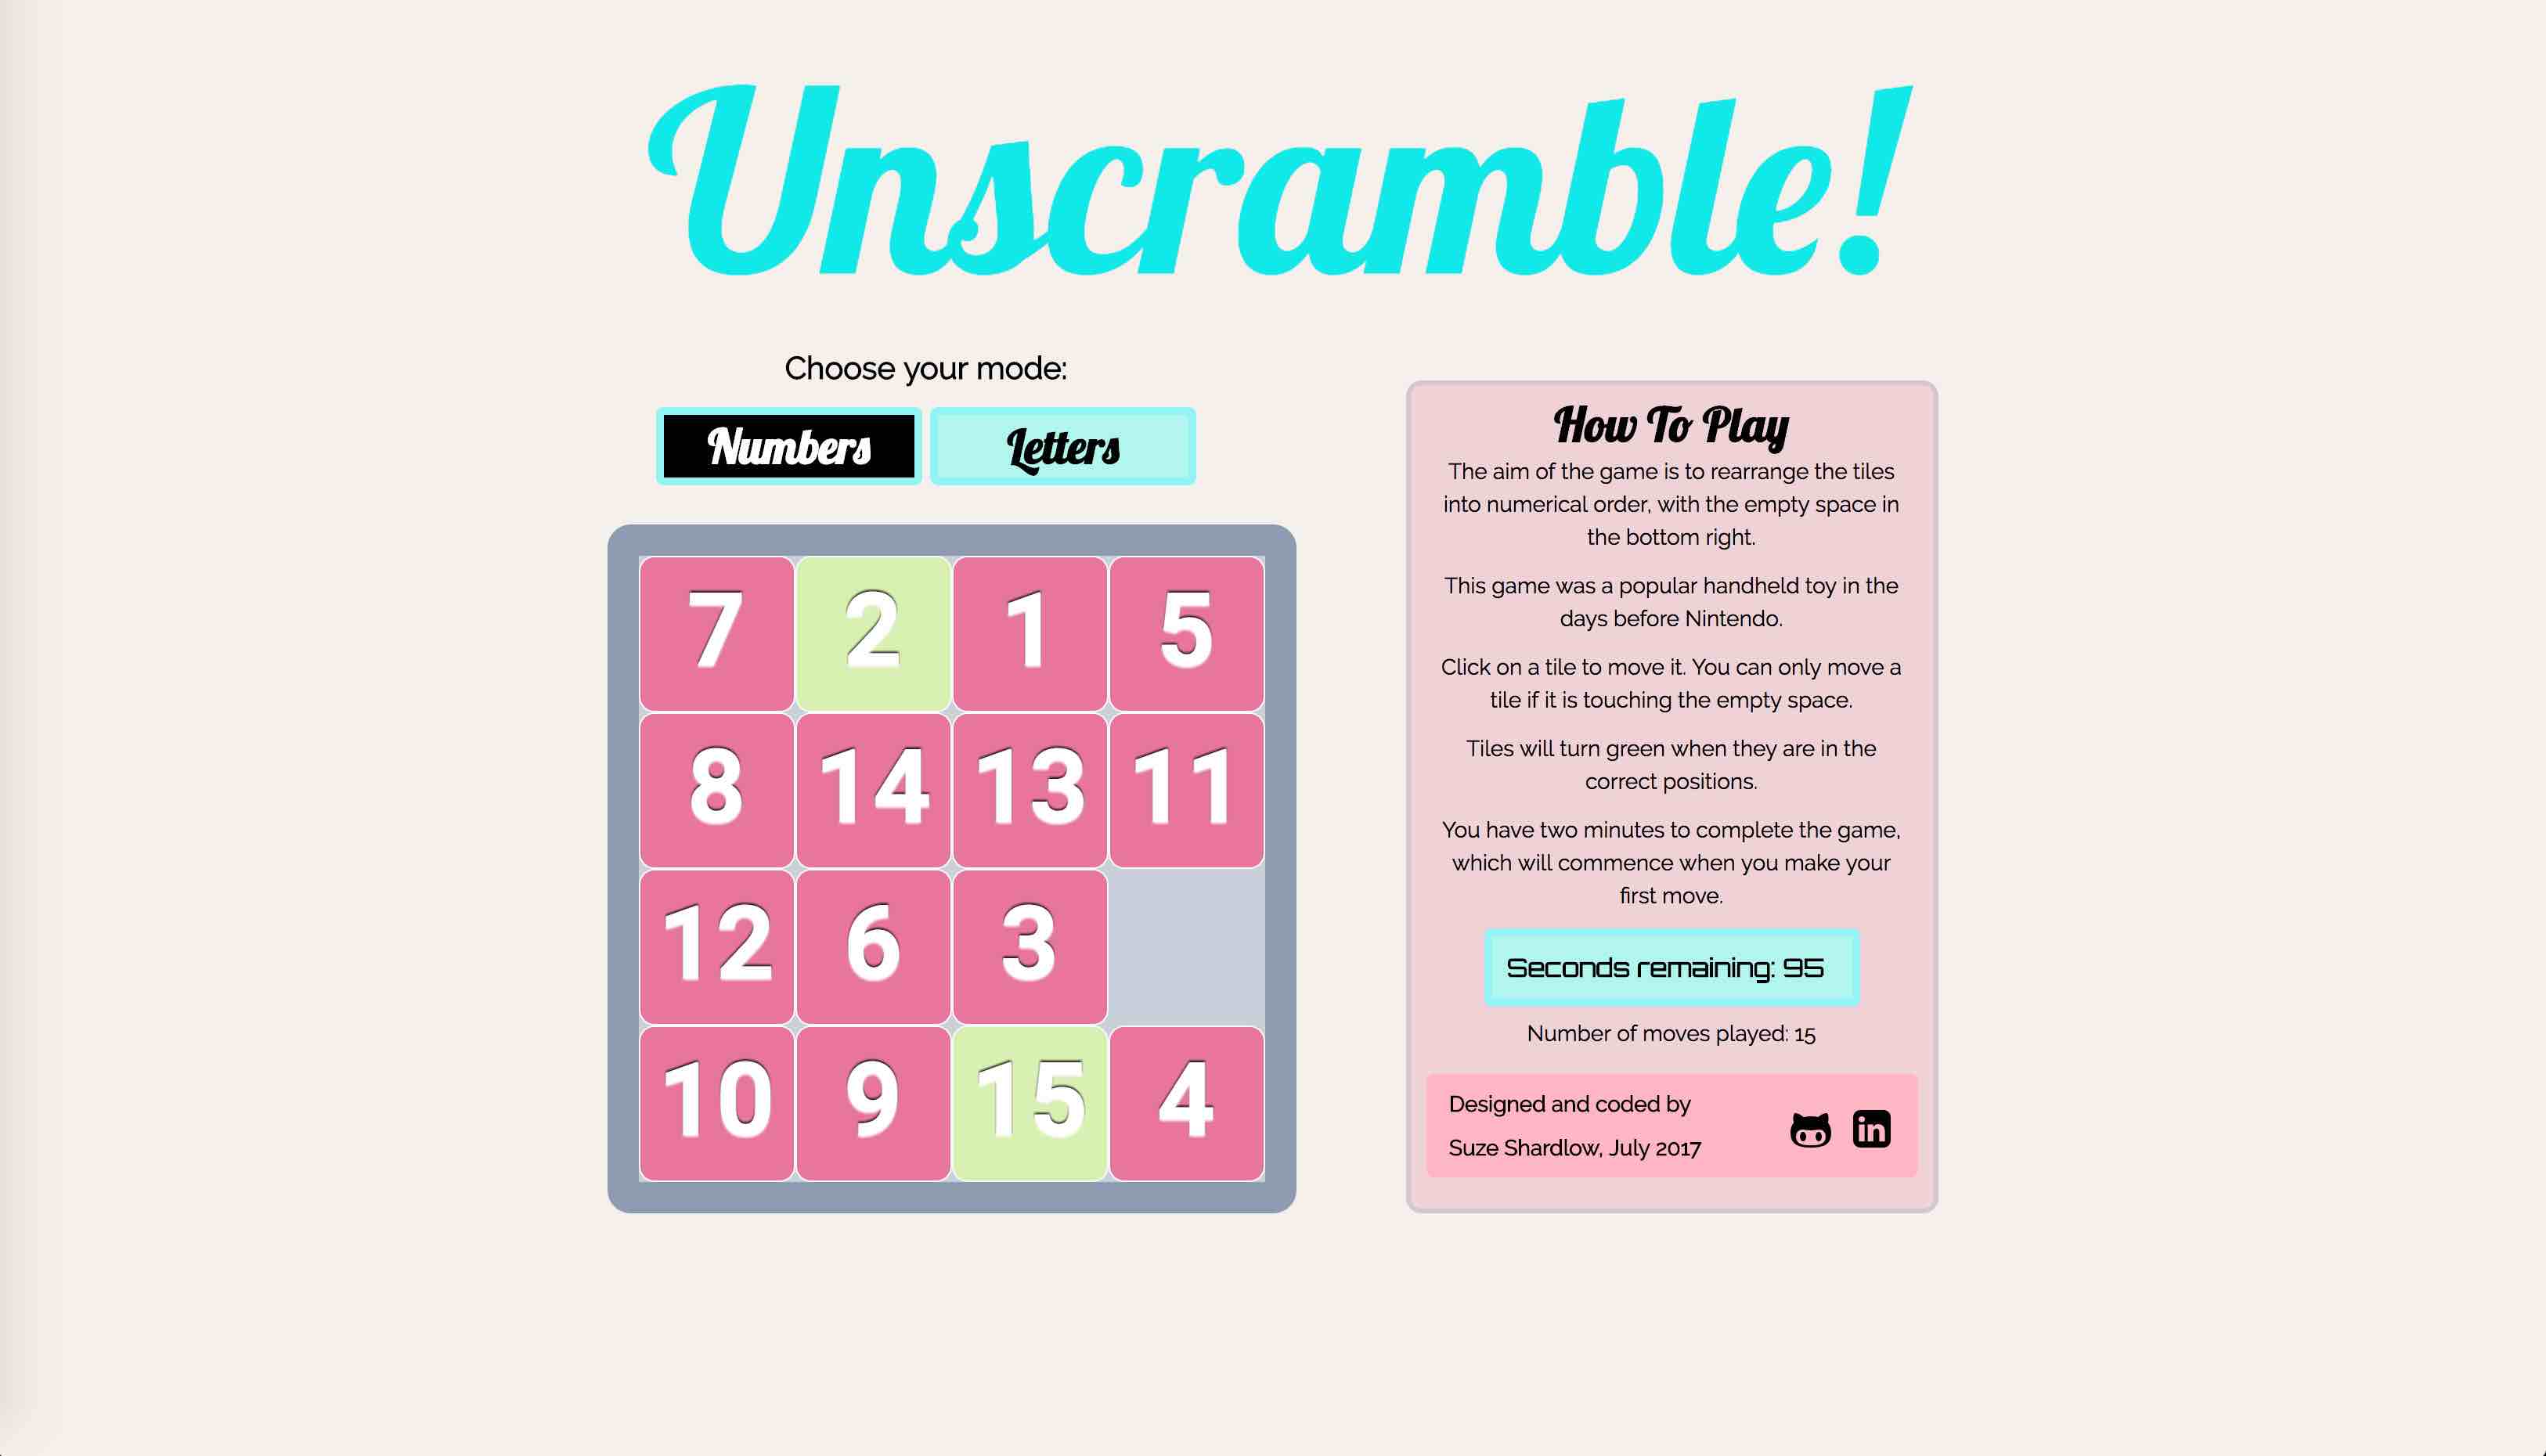 Unscramble!
Choose your mode:
Numbers Letters
7 2 1 5
8 14 13 11
12 6 3
10 9 15 4
How To Play
The aim of the game is to rearrange the tiles
into numerical order, with the empty space in
the bottom right.
This game was a popular handheld toy in the
days before Nintendo.
Click on a tile to move it. You can only move a
tile if it is touching the empty space.
Tiles will turn green when they are in the
correct positions.
You have two minutes to complete the game,
which will commence when you make your
first move.
Seconds remaining: 95
Number of moves played: 15
Designed and coded by
Suze Shardlow, July 2017
in